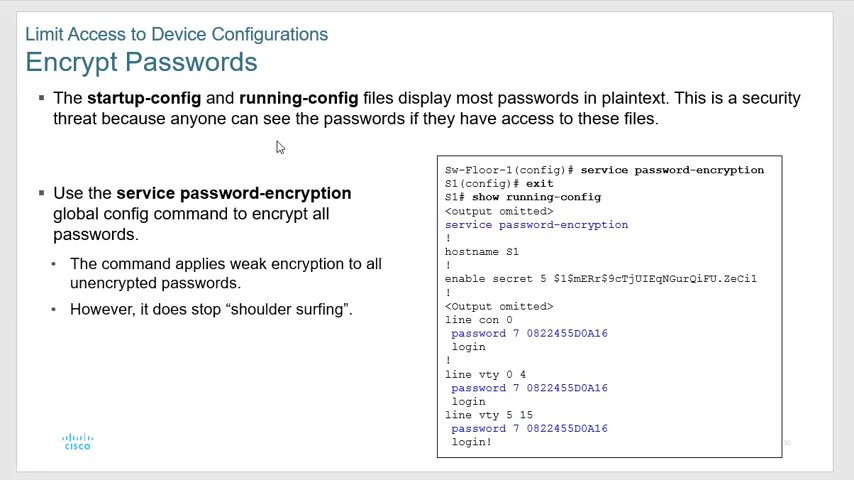 Limit Access to Device Configurations
Encrypt Passwords
▪ The startup-config and running-config files display most passwords in plaintext. This is a security
threat because anyone can see the passwords if they have access to these files.
▪ Use the service password-encryption
global config command to encrypt all
passwords.
• The command applies weak encryption to all
unencrypted passwords.
• However, it does stop “shoulder surfing”.
Sw-Floor-1(config)# service password-encryption
S1(config)# exit
S1# show running-config
<output omitted>
service password-encryption
!
hostname S1
!
enable secret 5 $1$mERr$9cTjUIEqNGurQiFU.ZeCi1
!
<Output omitted>
line con 0
password 7 0822455D0A16
login
!
line vty 0 4
password 7 0822455D0A16
login
line vty 5 15
password 7 0822455D0A16
login!
CISCO